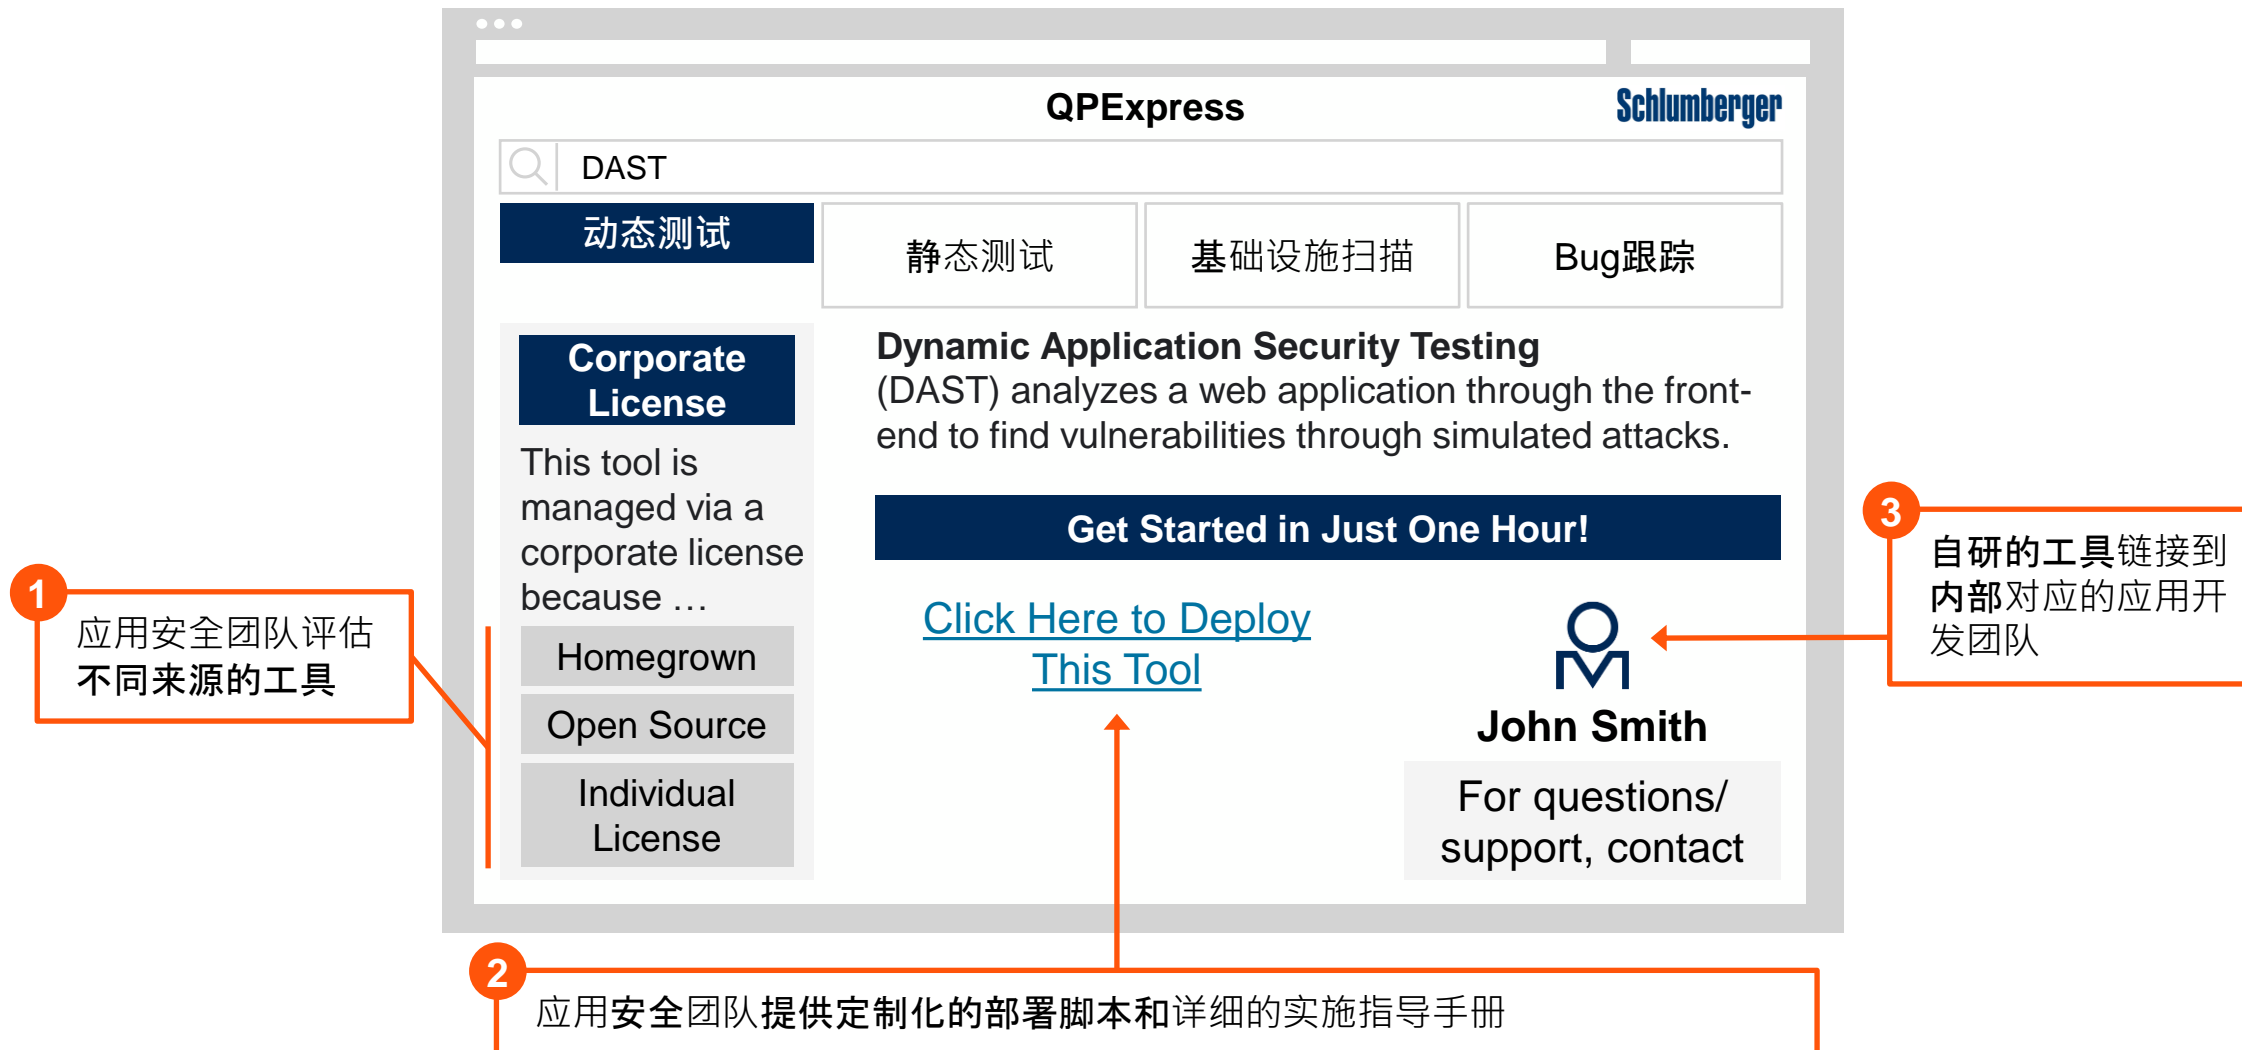 QPExpress
Schlumberger
DAST
动态测试
静态测试
基础设施扫描
Bug跟踪
Corporate
License
This tool is
managed via a
corporate license
because …
Homegrown
Open Source
Individual
License
Dynamic Application Security Testing
(DAST) analyzes a web application through the front-
end to find vulnerabilities through simulated attacks.
Get Started in Just One Hour!
Click Here to Deploy
This Tool
John Smith
For questions/
support, contact
1
应用安全团队评估
不同来源的工具
2
应用安全团队提供定制化的部署脚本和详细的实施指导手册
3
自研的工具链接到
内部对应的应用开
发团队